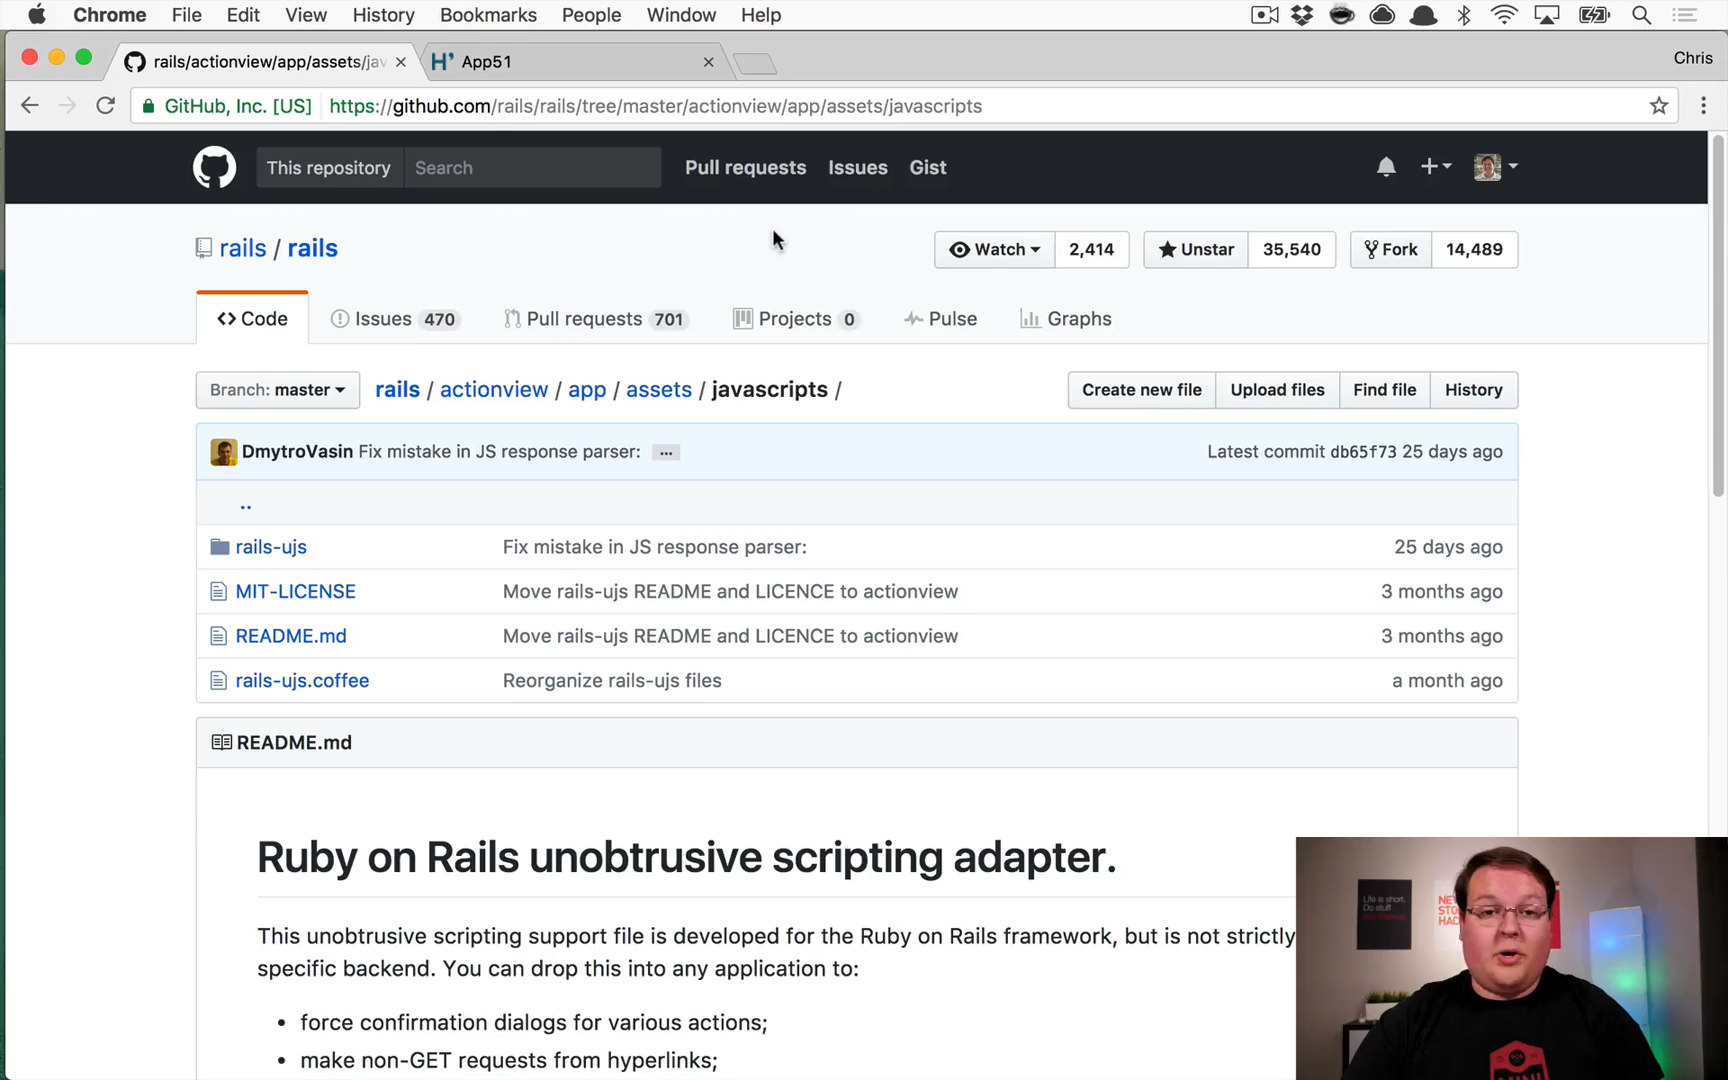 Chrome File Edit View History Bookmarks People Window Help
rails/actionview/app/assets/jav App51 Chris
GitHub, Inc. [US] https://github.com/rails/rails/tree/master/actionview/app/assets/javascripts
This repository Search Pull requests Issues Gist
rails / rails Watch 2,414 Unstar 35,540 Fork 14,489
Code Issues 470 Pull requests 701 Projects 0 Pulse Graphs
Branch: master rails / actionview / app / assets / javascripts / Create new file Upload files Find file History
DmytroVasin Fix mistake in JS response parser: ... Latest commit db65f73 25 days ago
..
rails-ujs Fix mistake in JS response parser: 25 days ago
MIT-LICENSE Move rails-ujs README and LICENCE to actionview 3 months ago
README.md Move rails-ujs README and LICENCE to actionview 3 months ago
rails-ujs.coffee Reorganize rails-ujs files a month ago
README.md
Ruby on Rails unobtrusive scripting adapter.
This unobtrusive scripting support file is developed for the Ruby on Rails framework, but is not strictly
specific backend. You can drop this into any application to:
• force confirmation dialogs for various actions;
• make non-GET requests from hyperlinks;
Life is short.
Do stuff